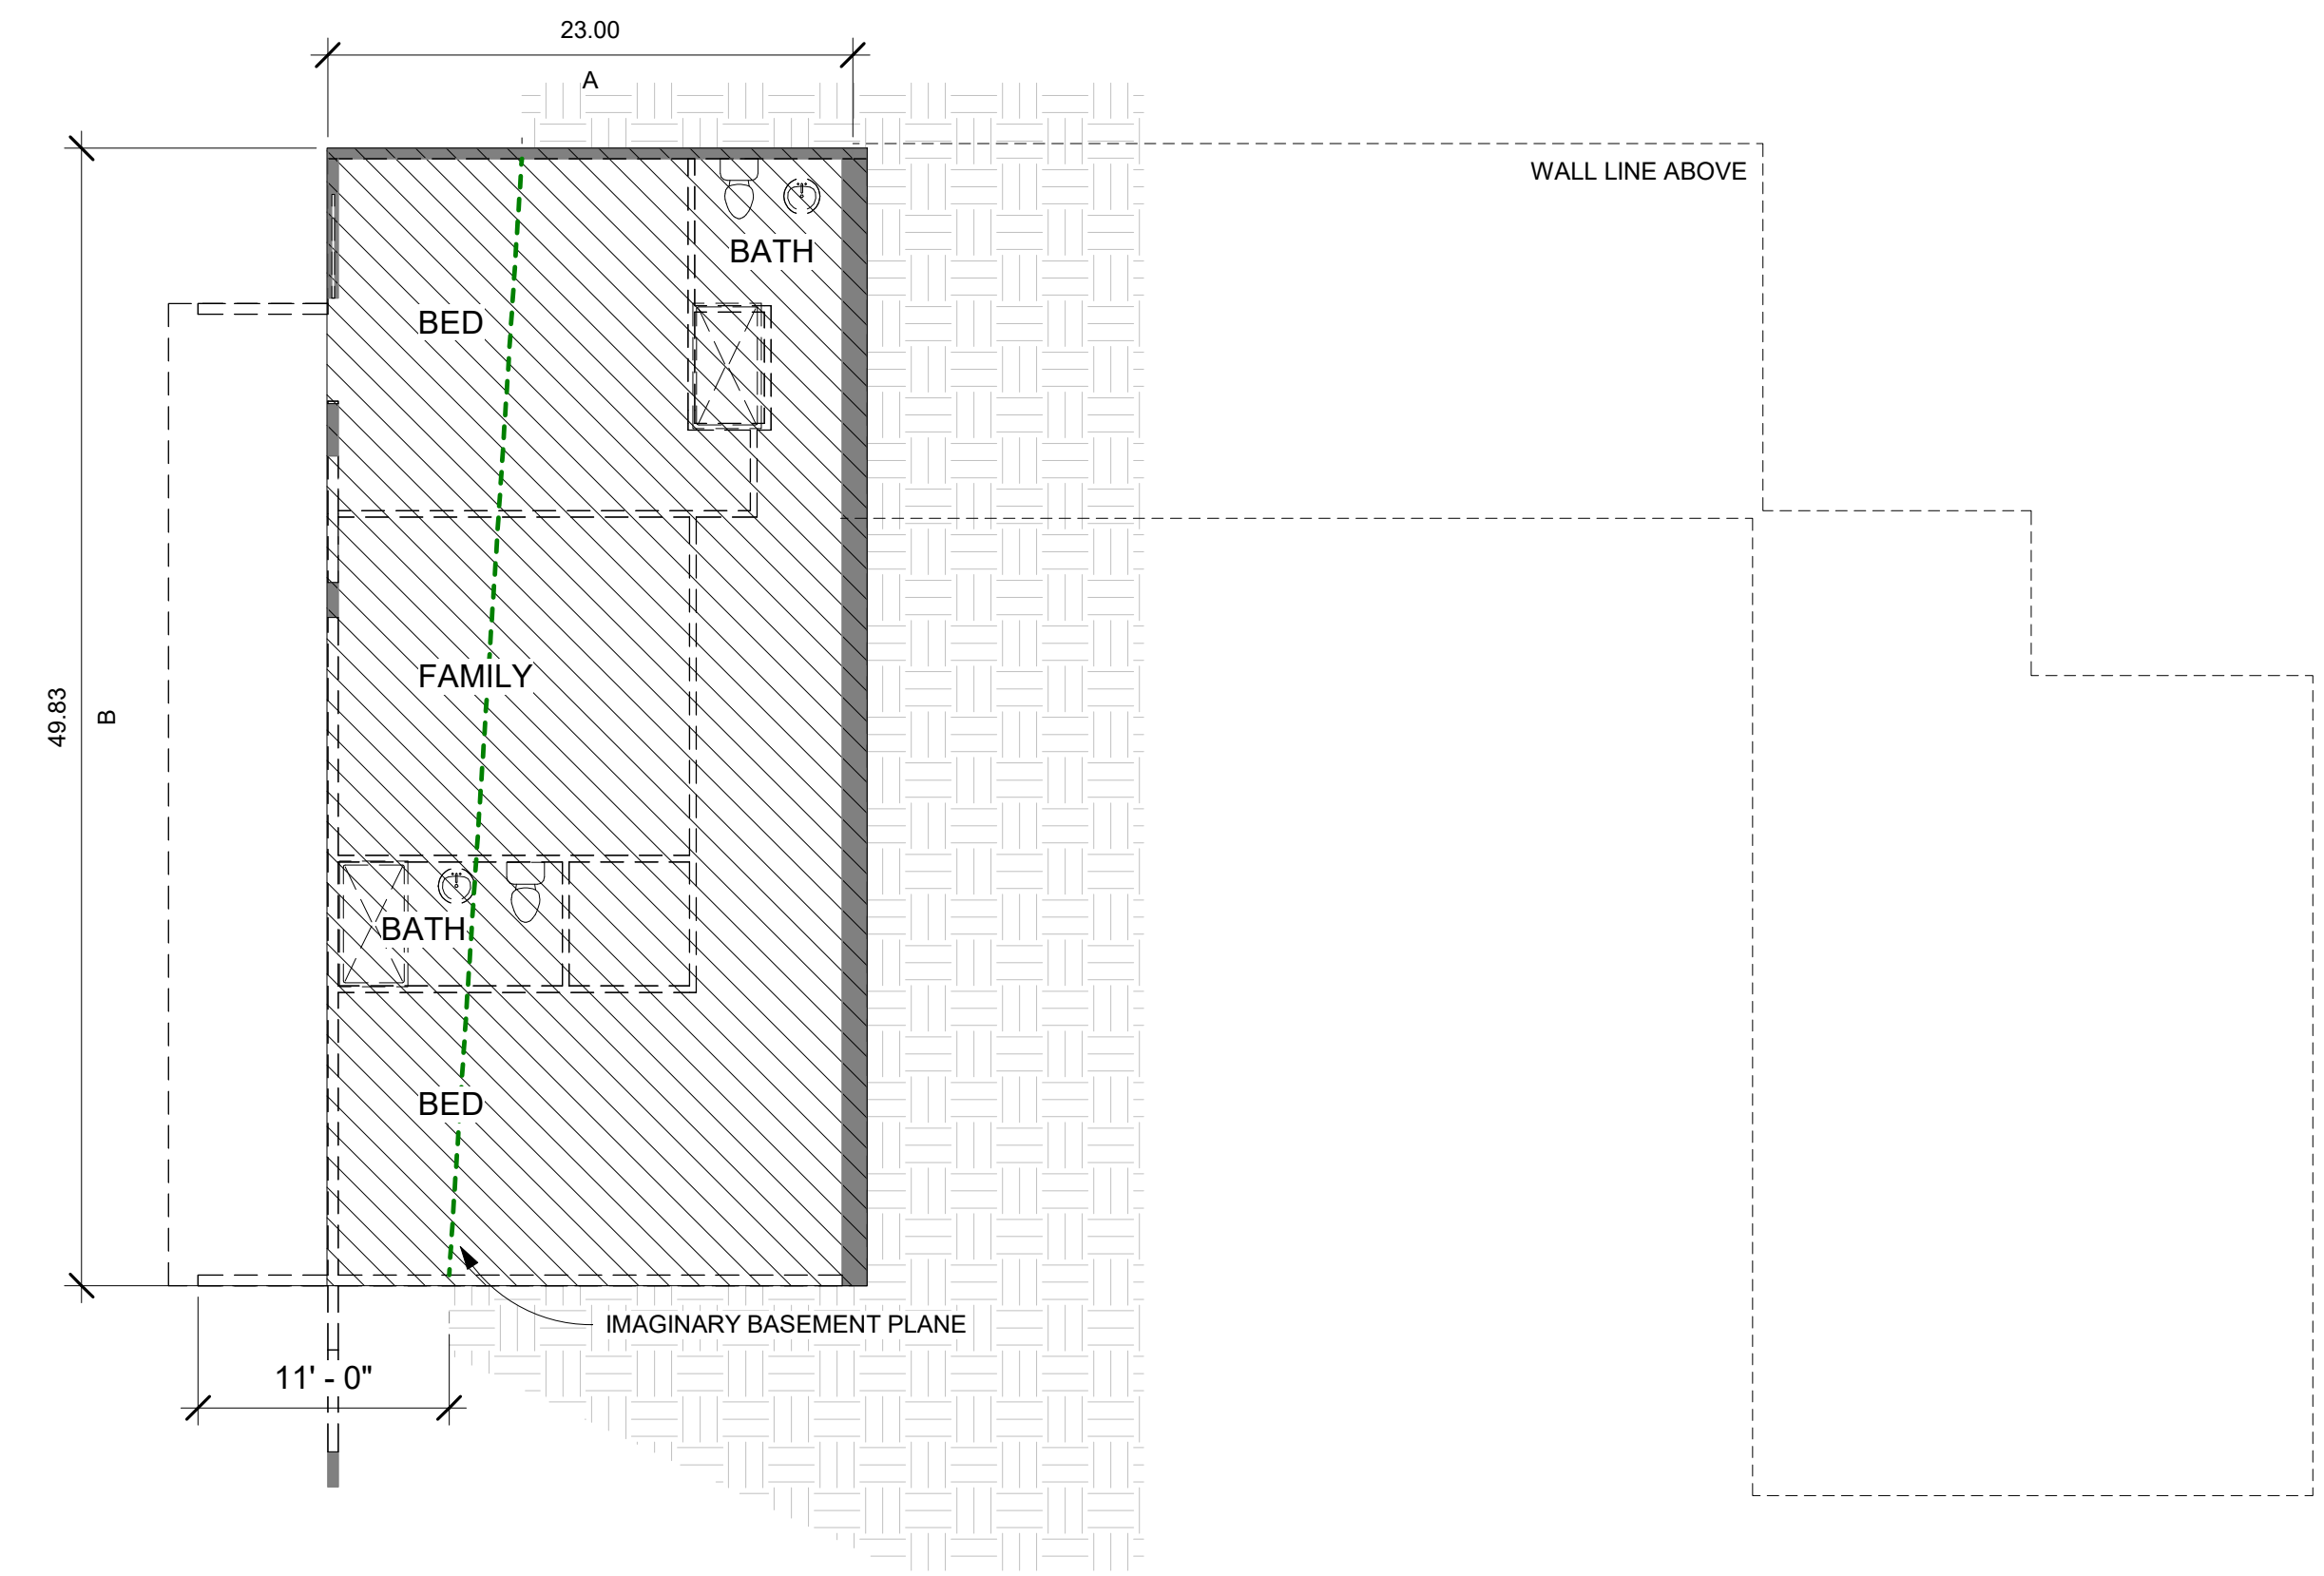 23.00
A
WALL LINE ABOVE
BATH
BED
FAMILY
49.83
B
BATH
BED
IMAGINARY BASEMENT PLANE
11' - 0"